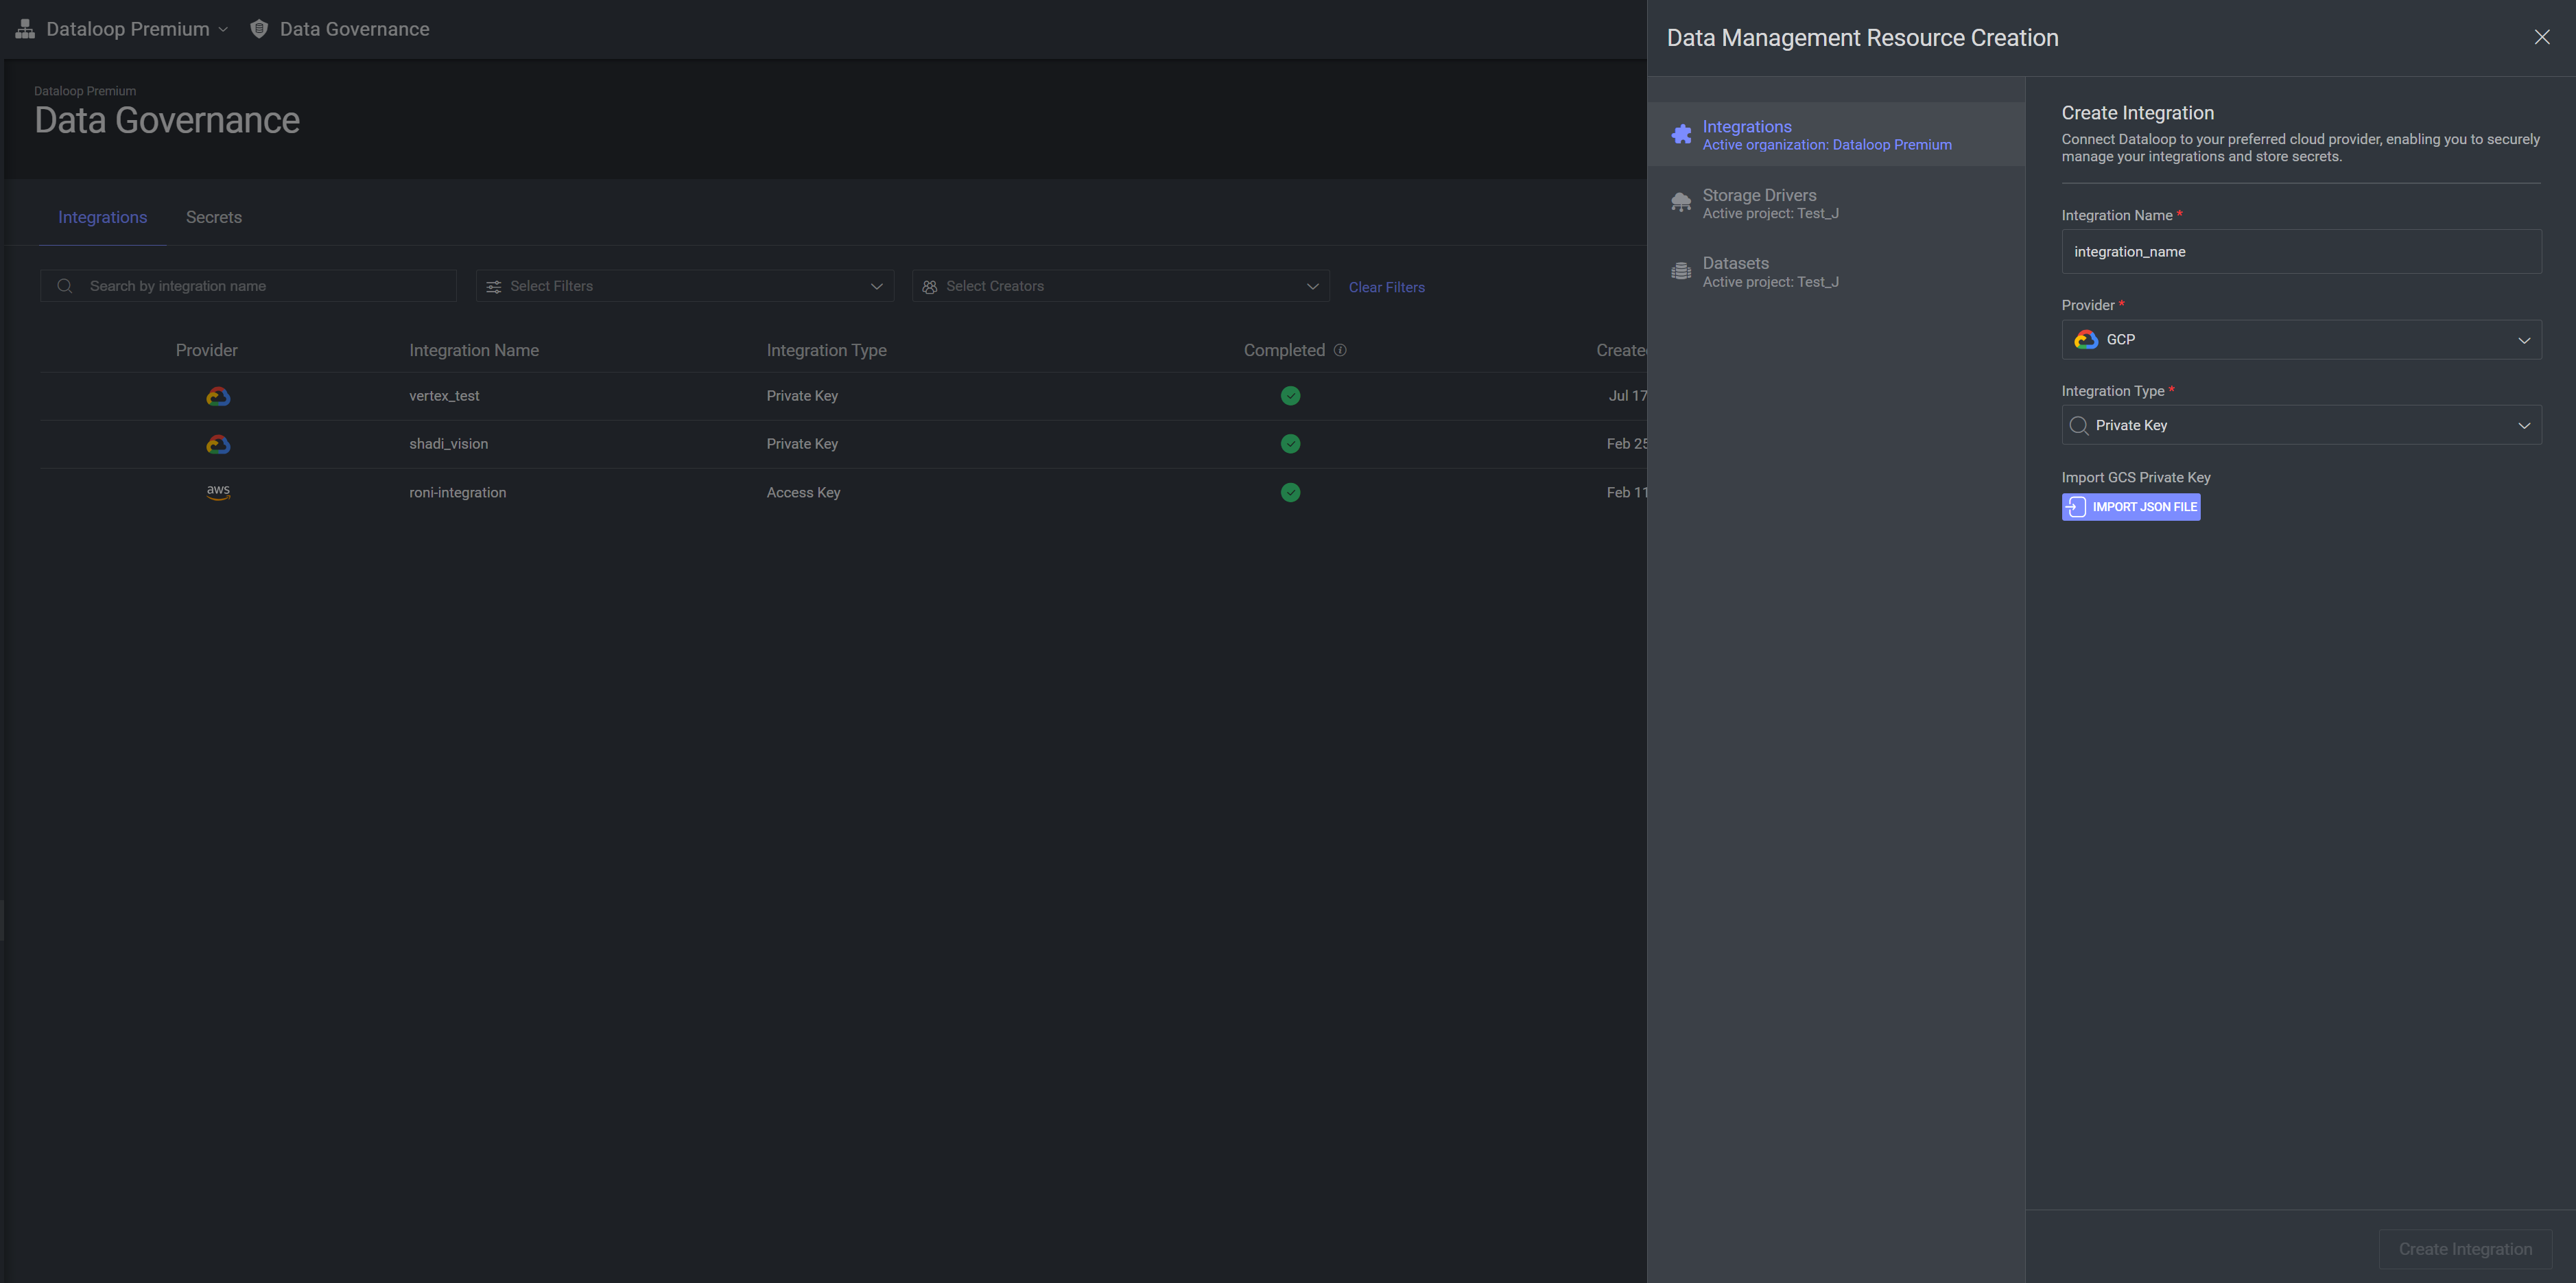 Dataloop Premium
Data Governance
Dataloop Premium
Data Governance
Integrations
Secrets
Search by integration name
Select Filters
Select Creators
Clear Filters
Provider
Integration Name
Integration Type
Completed
Create
vertex_test
Private Key
Jul 17
shadi_vision
Private Key
Feb 25
aws
roni-integration
Access Key
Feb 11
Data Management Resource Creation
Integrations
Active organization: Dataloop Premium
Storage Drivers
Active project: Test_J
Datasets
Active project: Test_J
Create Integration
Connect Dataloop to your preferred cloud provider, enabling you to securely
manage your integrations and store secrets.
Integration Name *
integration_name
Provider *
GCP
Integration Type *
Private Key
Import GCS Private Key
IMPORT JSON FILE
Create Integration